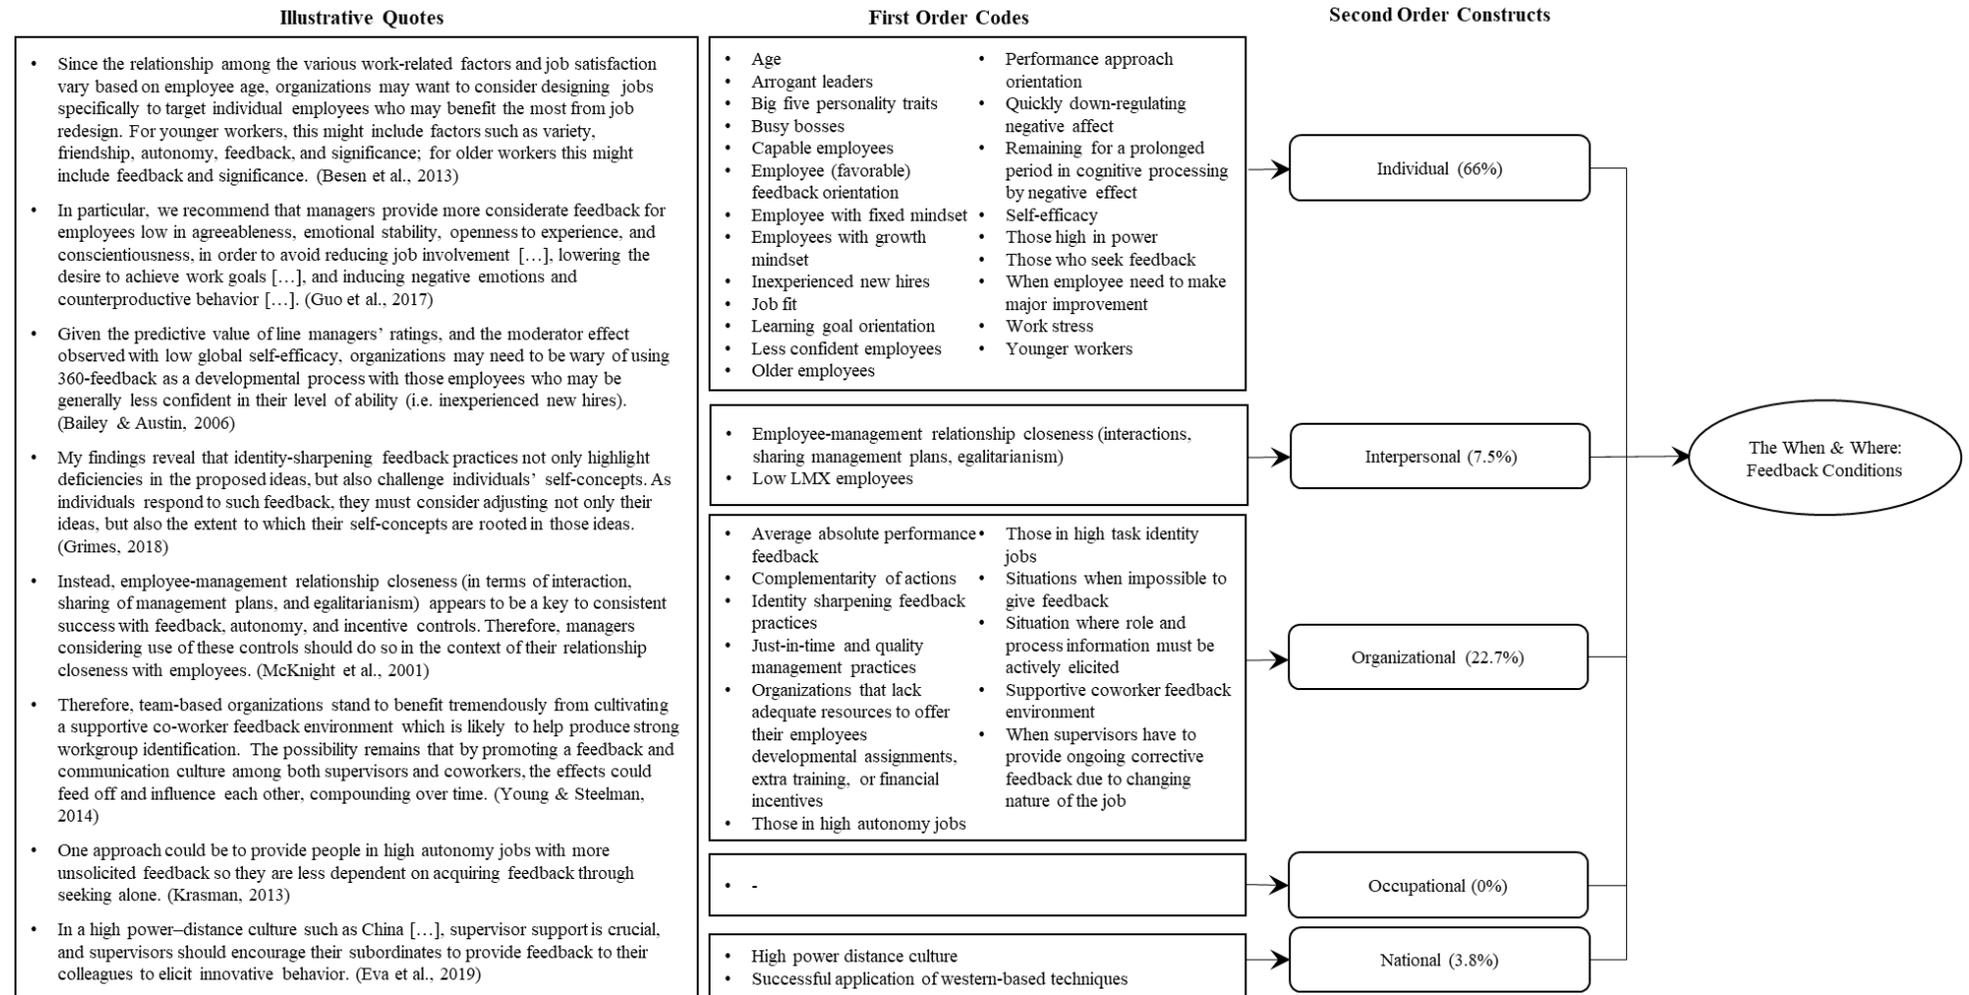 Illustrative Quotes
• Since the relationship among the various work-related factors and job satisfaction
vary based on employee age, organizations may want to consider designing jobs
specifically to target individual employees who may benefit the most from job
redesign. For younger workers, this might include factors such as variety,
friendship, autonomy, feedback, and significance; for older workers this might
include feedback and significance. (Besen et al., 2013)
• In particular, we recommend that managers provide more considerate feedback for
employees low in agreeableness, emotional stability, openness to experience, and
conscientiousness, in order to avoid reducing job involvement […], lowering the
desire to achieve work goals […], and inducing negative emotions and
counterproductive behavior […]. (Guo et al., 2017)
• Given the predictive value of line managers’ ratings, and the moderator effect
observed with low global self-efficacy, organizations may need to be wary of using
360-feedback as a developmental process with those employees who may be
generally less confident in their level of ability (i.e. inexperienced new hires).
(Bailey & Austin, 2006)
• My findings reveal that identity-sharpening feedback practices not only highlight
deficiencies in the proposed ideas, but also challenge individuals’ self-concepts. As
individuals respond to such feedback, they must consider adjusting not only their
ideas, but also the extent to which their self-concepts are rooted in those ideas.
(Grimes, 2018)
• Instead, employee-management relationship closeness (in terms of interaction,
sharing of management plans, and egalitarianism) appears to be a key to consistent
success with feedback, autonomy, and incentive controls. Therefore, managers
considering use of these controls should do so in the context of their relationship
closeness with employees. (McKnight et al., 2001)
• Therefore, team-based organizations stand to benefit tremendously from cultivating
a supportive co-worker feedback environment which is likely to help produce strong
workgroup identification. The possibility remains that by promoting a feedback and
communication culture among both supervisors and coworkers, the effects could
feed off and influence each other, compounding over time. (Young & Steelman,
2014)
• One approach could be to provide people in high autonomy jobs with more
unsolicited feedback so they are less dependent on acquiring feedback through
seeking alone. (Krasman, 2013)
• In a high power–distance culture such as China […], supervisor support is crucial,
and supervisors should encourage their subordinates to provide feedback to their
colleagues to elicit innovative behavior. (Eva et al., 2019)
First Order Codes
• Age
• Arrogant leaders
• Big five personality traits
• Busy bosses
• Capable employees
• Employee (favorable)
feedback orientation
• Employee with fixed mindset
• Employees with growth
mindset
• Inexperienced new hires
• Job fit
• Learning goal orientation
• Less confident employees
• Older employees
• Performance approach
orientation
• Quickly down-regulating
negative affect
• Remaining for a prolonged
period in cognitive processing
by negative effect
• Self-efficacy
• Those high in power
• Those who seek feedback
• When employee need to make
major improvement
• Work stress
• Younger workers
• Employee-management relationship closeness (interactions,
sharing management plans, egalitarianism)
• Low LMX employees
• Average absolute performance
feedback
• Complementarity of actions
• Identity sharpening feedback
practices
• Just-in-time and quality
management practices
• Organizations that lack
adequate resources to offer
their employees
developmental assignments,
extra training, or financial
incentives
• Those in high autonomy jobs
• Those in high task identity
jobs
• Situations when impossible to
give feedback
• Situation where role and
process information must be
actively elicited
• Supportive coworker feedback
environment
• When supervisors have to
provide ongoing corrective
feedback due to changing
nature of the job
• -
• High power distance culture
• Successful application of western-based techniques
Second Order Constructs
Individual (66%)
Interpersonal (7.5%)
Organizational (22.7%)
Occupational (0%)
National (3.8%)
The When & Where:
Feedback Conditions